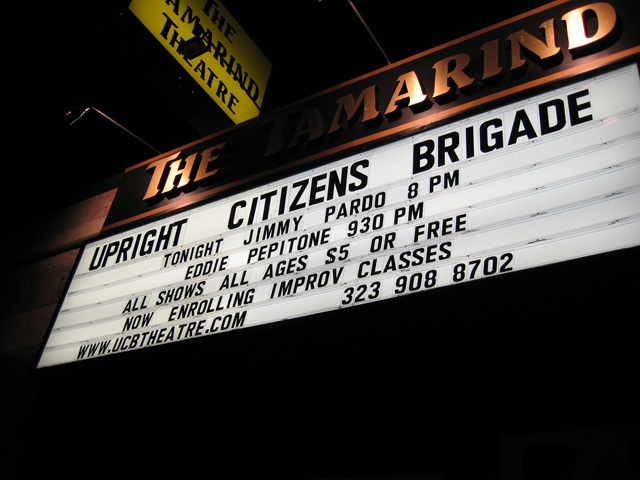 THE
TAMARIND
THEATRE
THE TAMARIND
UPRIGHT CITIZENS BRIGADE
TONIGHT JIMMY PARDO 8 PM
EDDIE PEPITONE 930 PM
ALL SHOWS ALL AGES $5 OR FREE
NOW ENROLLING IMPROV CLASSES
WWW.UCBTHEATRE.COM 323 908 8702